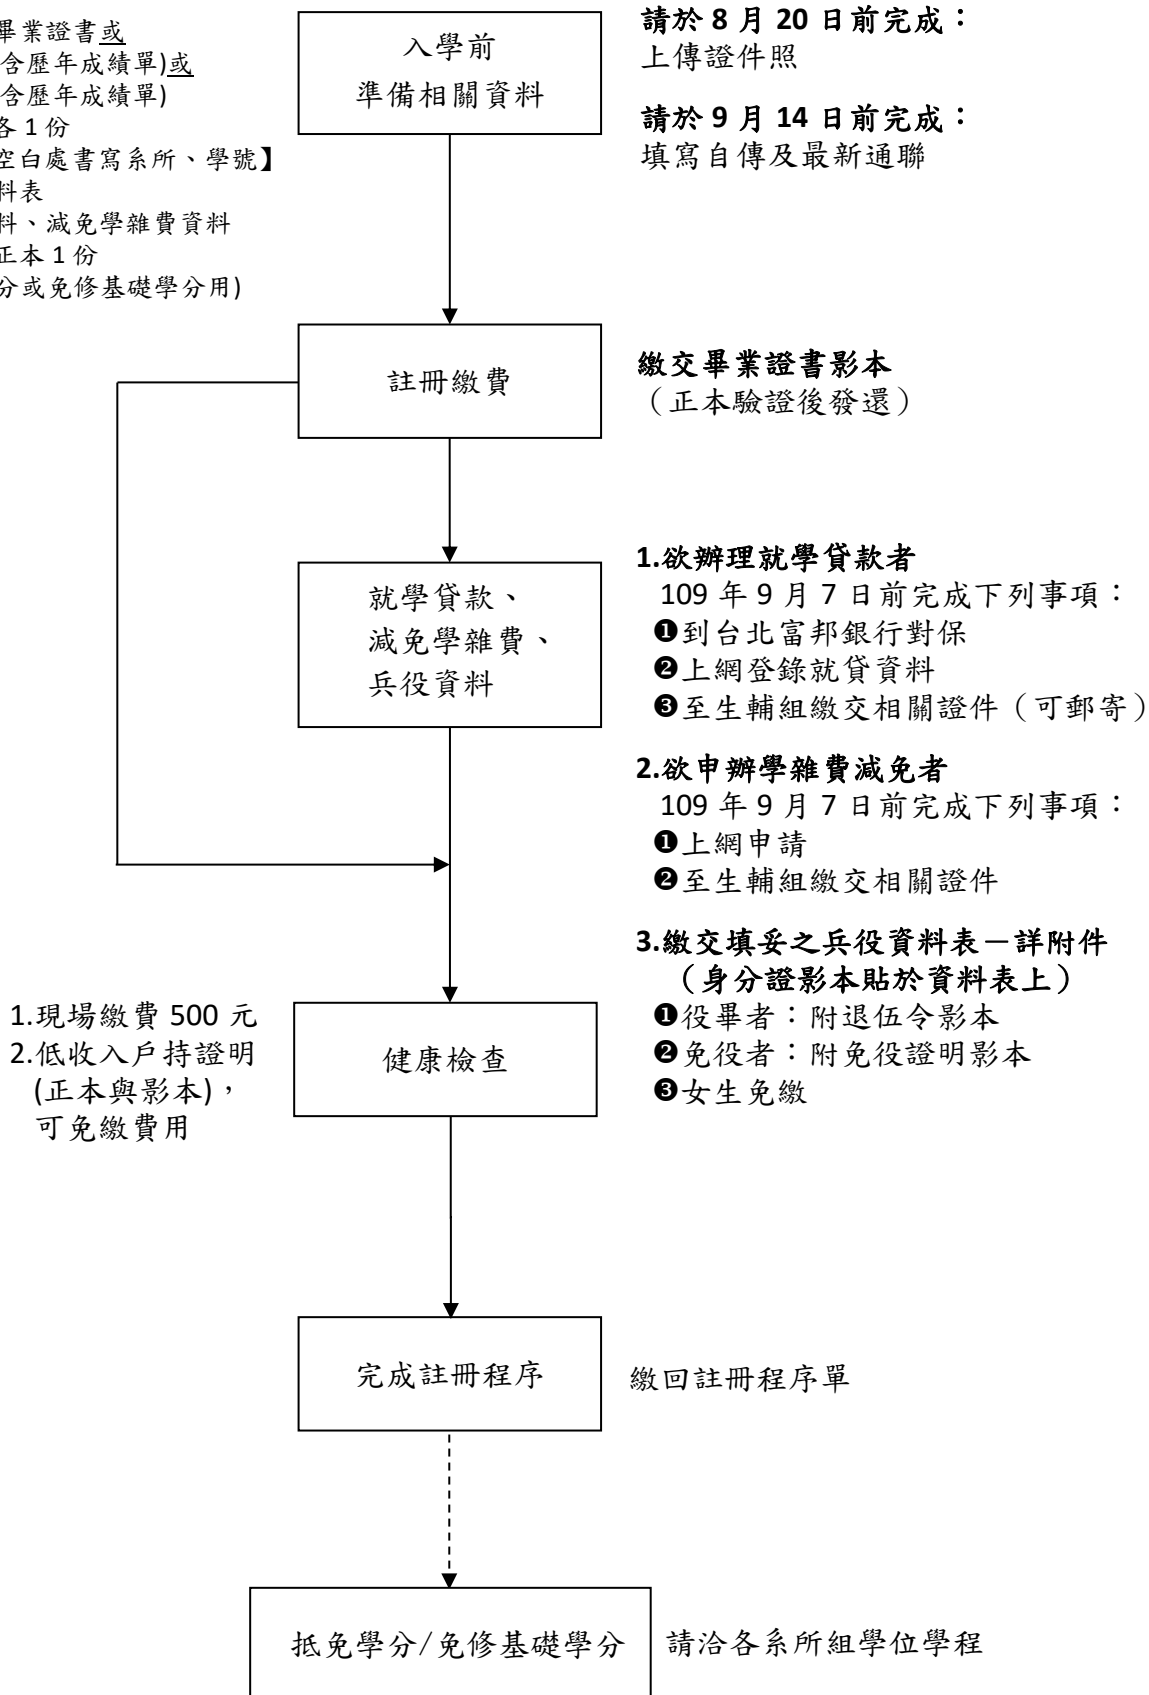 畢業證書或
含歷年成績單)或
含歷年成績單)
各 1 份
空白處書寫系所、學號】
料表
料、減免學雜費資料
正本 1 份
分或免修基礎學分用)
入學前
準備相關資料
請於 8 月 20 日前完成：
上傳證件照
請於 9 月 14 日前完成：
填寫自傳及最新通聯
註冊繳費
繳交畢業證書影本
（正本驗證後發還）
就學貸款、
減免學雜費、
兵役資料
1.欲辦理就學貸款者
109 年 9 月 7 日前完成下列事項：
❶到台北富邦銀行對保
❷上網登錄就貸資料
❸至生輔組繳交相關證件（可郵寄）
2.欲申辦學雜費減免者
109 年 9 月 7 日前完成下列事項：
❶上網申請
❷至生輔組繳交相關證件
3.繳交填妥之兵役資料表－詳附件
（身分證影本貼於資料表上）
❶役畢者：附退伍令影本
❷免役者：附免役證明影本
❸女生免繳
1.現場繳費 500 元
2.低收入戶持證明
(正本與影本)，
可免繳費用
健康檢查
完成註冊程序
繳回註冊程序單
抵免學分/免修基礎學分
請洽各系所組學位學程